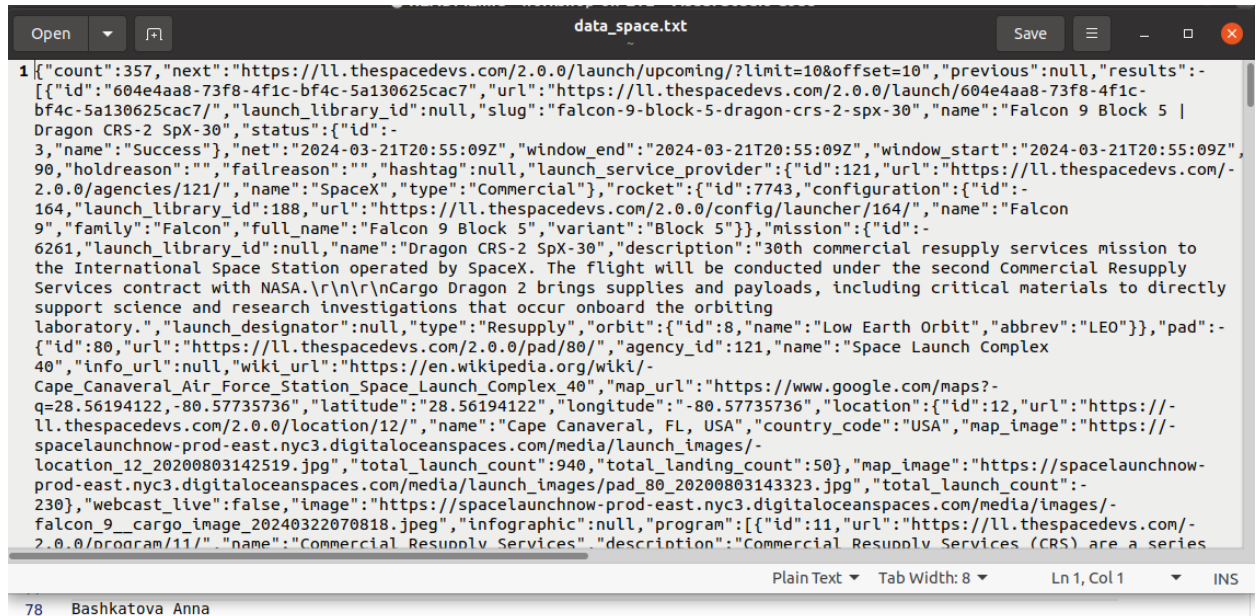 Open
data_space.txt
~
Save
1 {"count":357,"next":"https://ll.thespacedevs.com/2.0.0/launch/upcoming/?limit=10&offset=10","previous":null,"results":-
[{"id":"604e4aa8-73f8-4f1c-bf4c-5a130625cac7","url":"https://ll.thespacedevs.com/2.0.0/launch/604e4aa8-73f8-4f1c-
bf4c-5a130625cac7/","launch_library_id":null,"slug":"falcon-9-block-5-dragon-crs-2-spx-30","name":"Falcon 9 Block 5 |
Dragon CRS-2 SpX-30","status":{"id":-
3,"name":"Success"},"net":"2024-03-21T20:55:09Z","window_end":"2024-03-21T20:55:09Z","window_start":"2024-03-21T20:55:09Z",
90,"holdreason":"","failreason":"","hashtag":null,"launch_service_provider":{"id":121,"url":"https://ll.thespacedevs.com/-
2.0.0/agencies/121/","name":"SpaceX","type":"Commercial"},"rocket":{"id":7743,"configuration":{"id":-
164,"launch_library_id":188,"url":"https://ll.thespacedevs.com/2.0.0/config/launcher/164/","name":"Falcon
9","family":"Falcon","full_name":"Falcon 9 Block 5","variant":"Block 5"}},"mission":{"id":-
6261,"launch_library_id":null,"name":"Dragon CRS-2 SpX-30","description":"30th commercial resupply services mission to
the International Space Station operated by SpaceX. The flight will be conducted under the second Commercial Resupply
Services contract with NASA.\r\n\r\nCargo Dragon 2 brings supplies and payloads, including critical materials to directly
support science and research investigations that occur onboard the orbiting
laboratory.","launch_designator":null,"type":"Resupply","orbit":{"id":8,"name":"Low Earth Orbit","abbrev":"LEO"}},"pad":-
{"id":80,"url":"https://ll.thespacedevs.com/2.0.0/pad/80/","agency_id":121,"name":"Space Launch Complex
40","info_url":null,"wiki_url":"https://en.wikipedia.org/wiki/-
Cape_Canaveral_Air_Force_Station_Space_Launch_Complex_40","map_url":"https://www.google.com/maps?-
q=28.56194122,-80.57735736","latitude":"28.56194122","longitude":"-80.57735736","location":{"id":12,"url":"https://-
ll.thespacedevs.com/2.0.0/location/12/","name":"Cape Canaveral, FL, USA","country_code":"USA","map_image":"https://-
spacelaunchnow-prod-east.nyc3.digitaloceanspaces.com/media/launch_images/-
location_12_20200803142519.jpg","total_launch_count":940,"total_landing_count":50},"map_image":"https://spacelaunchnow-
prod-east.nyc3.digitaloceanspaces.com/media/launch_images/pad_80_20200803143323.jpg","total_launch_count":-
230},"webcast_live":false,"image":"https://spacelaunchnow-prod-east.nyc3.digitaloceanspaces.com/media/images/-
falcon_9__cargo_image_20240322070818.jpeg","infographic":null,"program":[{"id":11,"url":"https://ll.thespacedevs.com/-
2.0.0/program/11/","name":"Commercial Resupply Services","description":"Commercial Resupply Services (CRS) are a series
Plain Text
Tab Width: 8
Ln 1, Col 1
INS
78 Bashkatova Anna